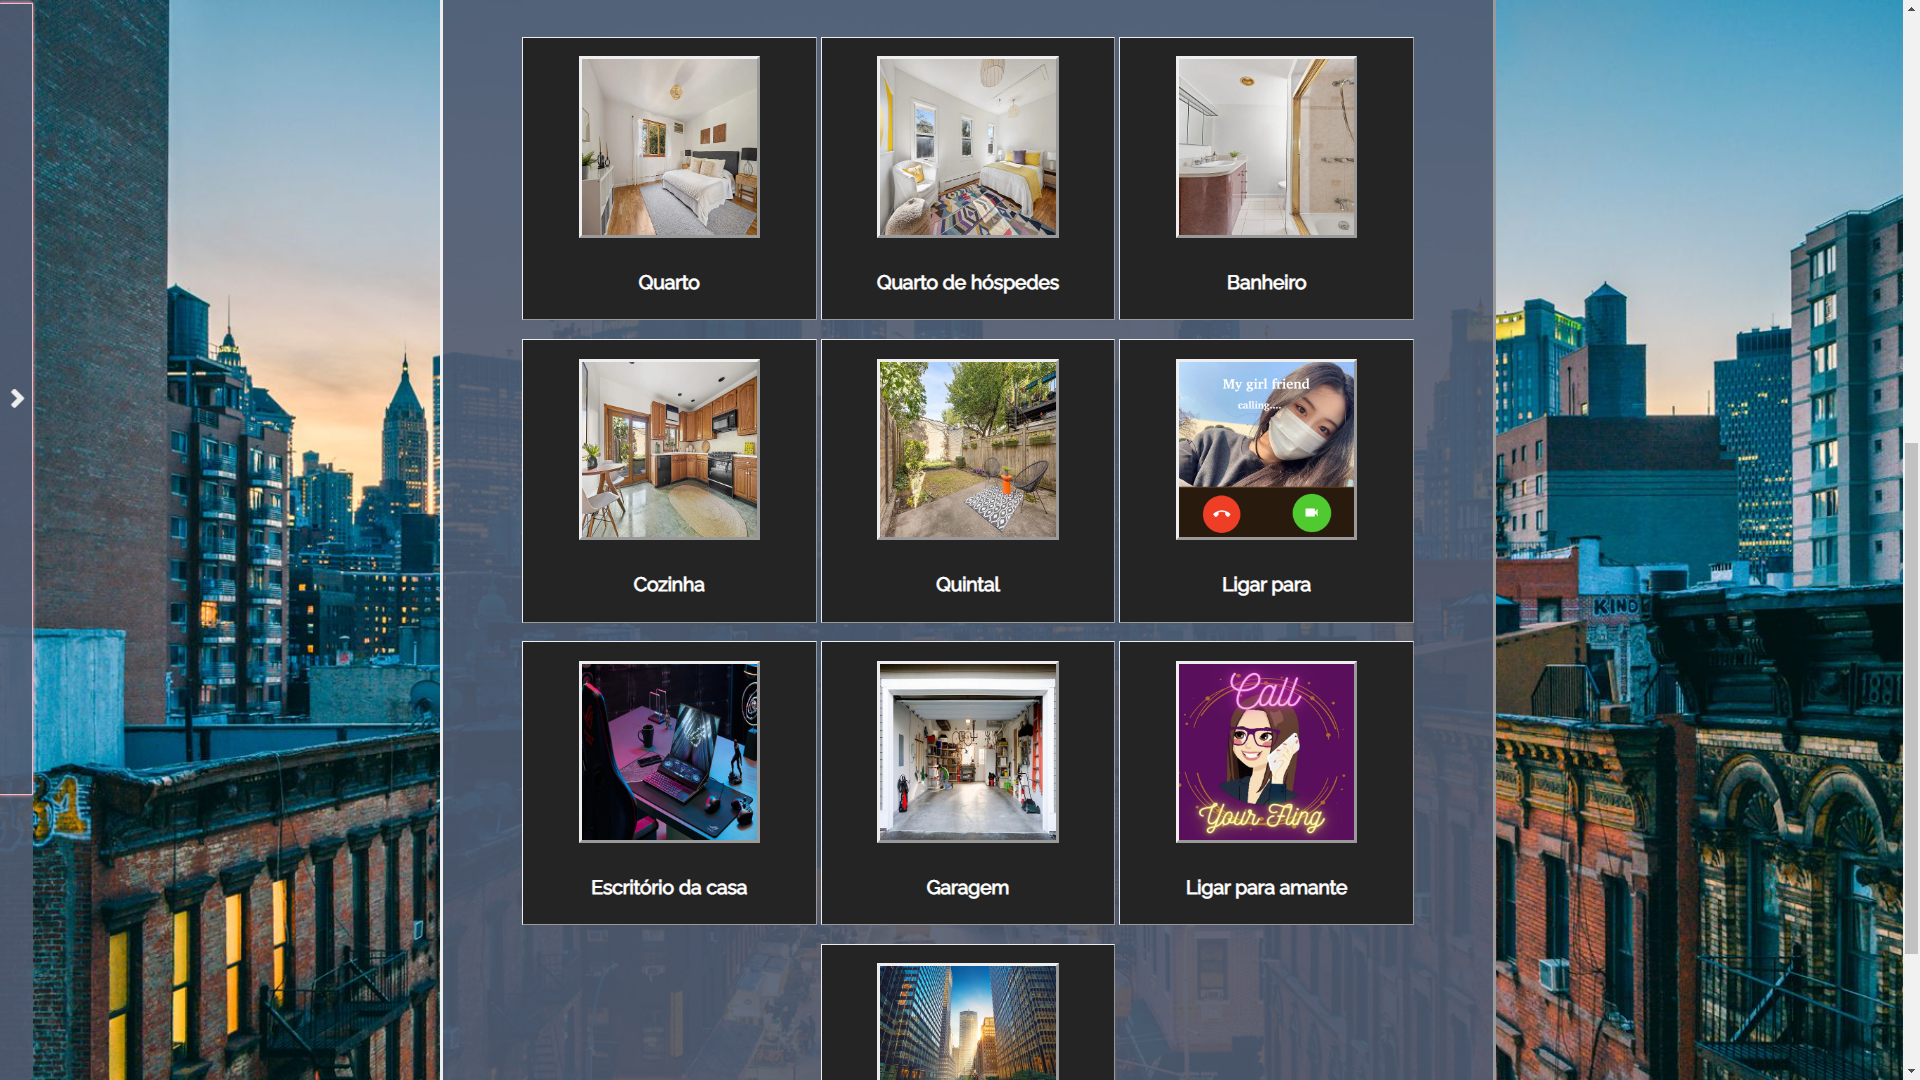 Quarto
Quarto de hóspedes
Banheiro
My girl friend
calling....
Cozinha
Quintal
Ligar para
Call
Your Fling
Escritório da casa
Garagem
Ligar para amante
KINO